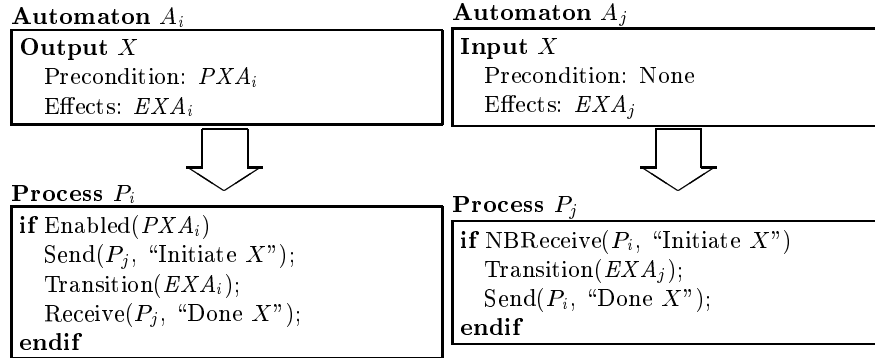 Automaton A_i
Output X
Precondition: PXA_i
Effects: EXA_i
Automaton A_j
Input X
Precondition: None
Effects: EXA_j
Process P_i
if Enabled(PXA_i)
Send(P_j, “Initiate X”);
Transition(EXA_i);
Receive(P_j, “Done X”);
endif
Process P_j
if NBReceive(P_i, “Initiate X”)
Transition(EXA_j);
Send(P_i, “Done X”);
endif